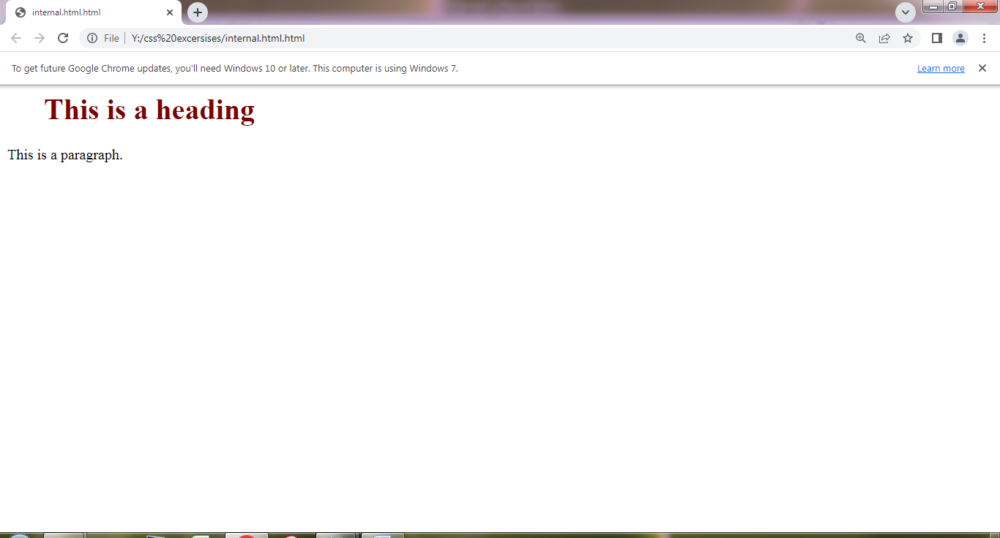 internal.html.html
File Y:/css%20excersises/internal.html.html
To get future Google Chrome updates, you'll need Windows 10 or later. This computer is using Windows 7. Learn more
This is a heading
This is a paragraph.